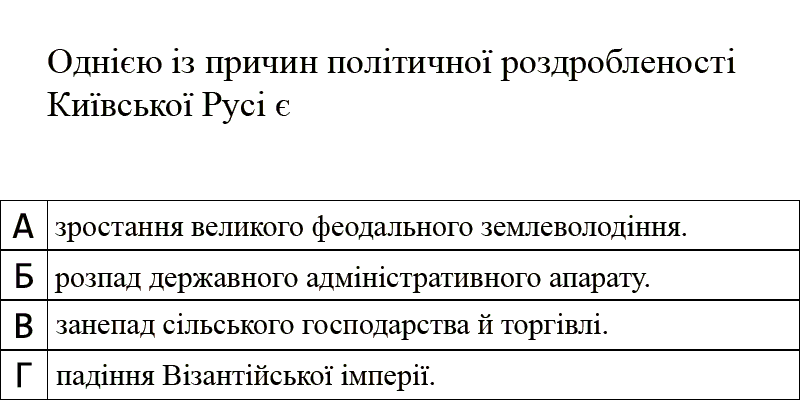 Однією із причин політичної роздробленості
Київської Русі є
А зростання великого феодального землеволодіння.
Б розпад державного адміністративного апарату.
В занепад сільського господарства й торгівлі.
Г падіння Візантійської імперії.